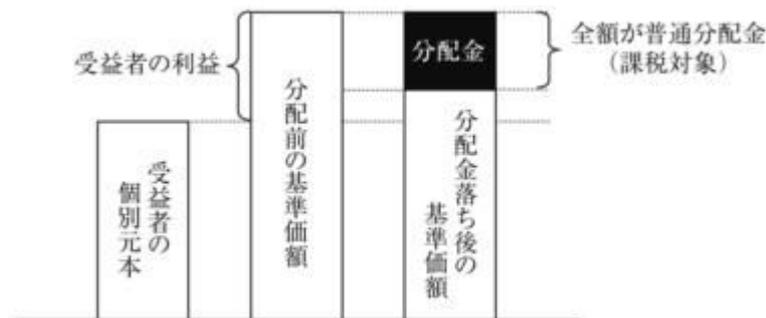 受益者の利益
受益者の
個別元本
分配前の基準価額
分配金
分配金落ち後の
基準価額
全額が普通分配金
（課税対象）